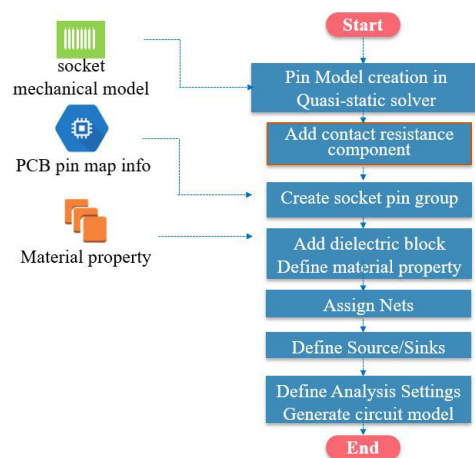 Start
socket
mechanical model
Pin Model creation in
Quasi-static solver
Add contact resistance
component
PCB pin map info
Create socket pin group
Material property
Add dielectric block
Define material property
Assign Nets
Define Source/Sinks
Define Analysis Settings
Generate circuit model
End